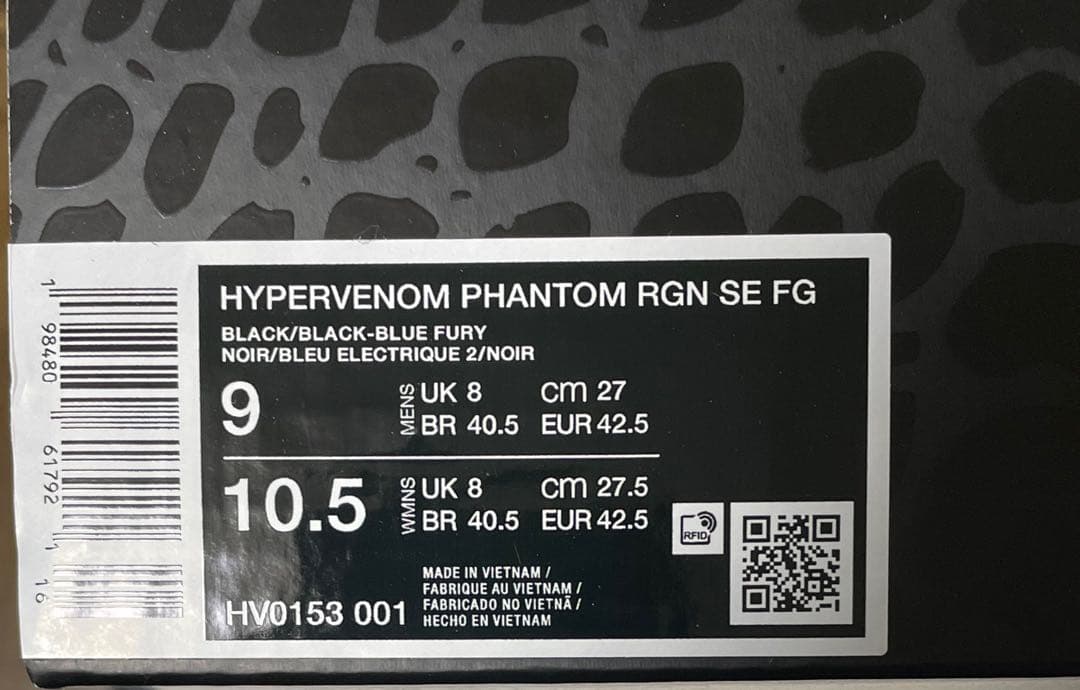 HYPERVENOM PHANTOM RGN SE FG
BLACK/BLACK-BLUE FURY
NOIR/BLEU ELECTRIQUE 2/NOIR
9
MENS
UK 8 cm 27
BR 40.5 EUR 42.5
10.5
WMNS
UK 8 cm 27.5
BR 40.5 EUR 42.5
MADE IN VIETNAM /
FABRIQUE AU VIETNAM /
FABRICADO NO VIETNÃ /
HECHO EN VIETNAM
HV0153 001
RFID
1 98480 61792 1 16